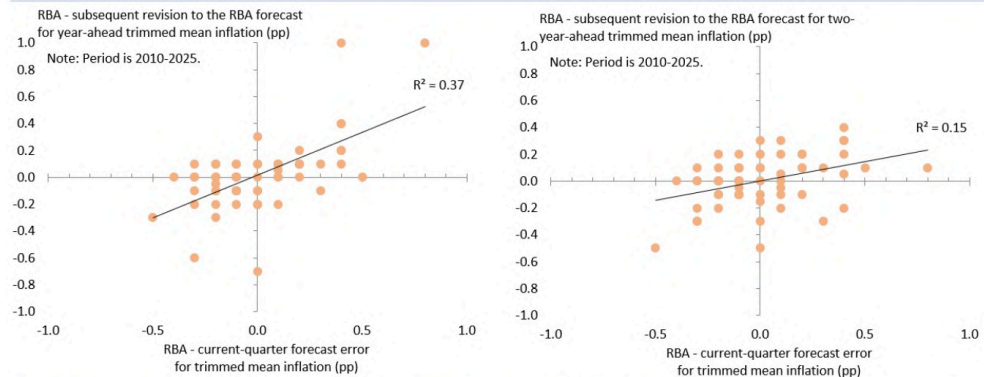 RBA - subsequent revision to the RBA forecast
for year-ahead trimmed mean inflation (pp)
1.0
Note: Period is 2010-2025.
0.8
R² = 0.37
0.6
0.4
0.2
0.0
-0.2
-0.4
-0.6
-0.8
-1.0
-1.0 -0.5 0.0 0.5 1.0
RBA - current-quarter forecast error
for trimmed mean inflation (pp)
RBA - subsequent revision to the RBA forecast for two-
year-ahead trimmed mean inflation (pp)
1.0
Note: Period is 2010-2025.
0.8
0.6
0.4
R² = 0.15
0.2
0.0
-0.2
-0.4
-0.6
-0.8
-1.0
-1.0 -0.5 0.0 0.5 1.0
RBA - current-quarter forecast error
for trimmed mean inflation (pp)